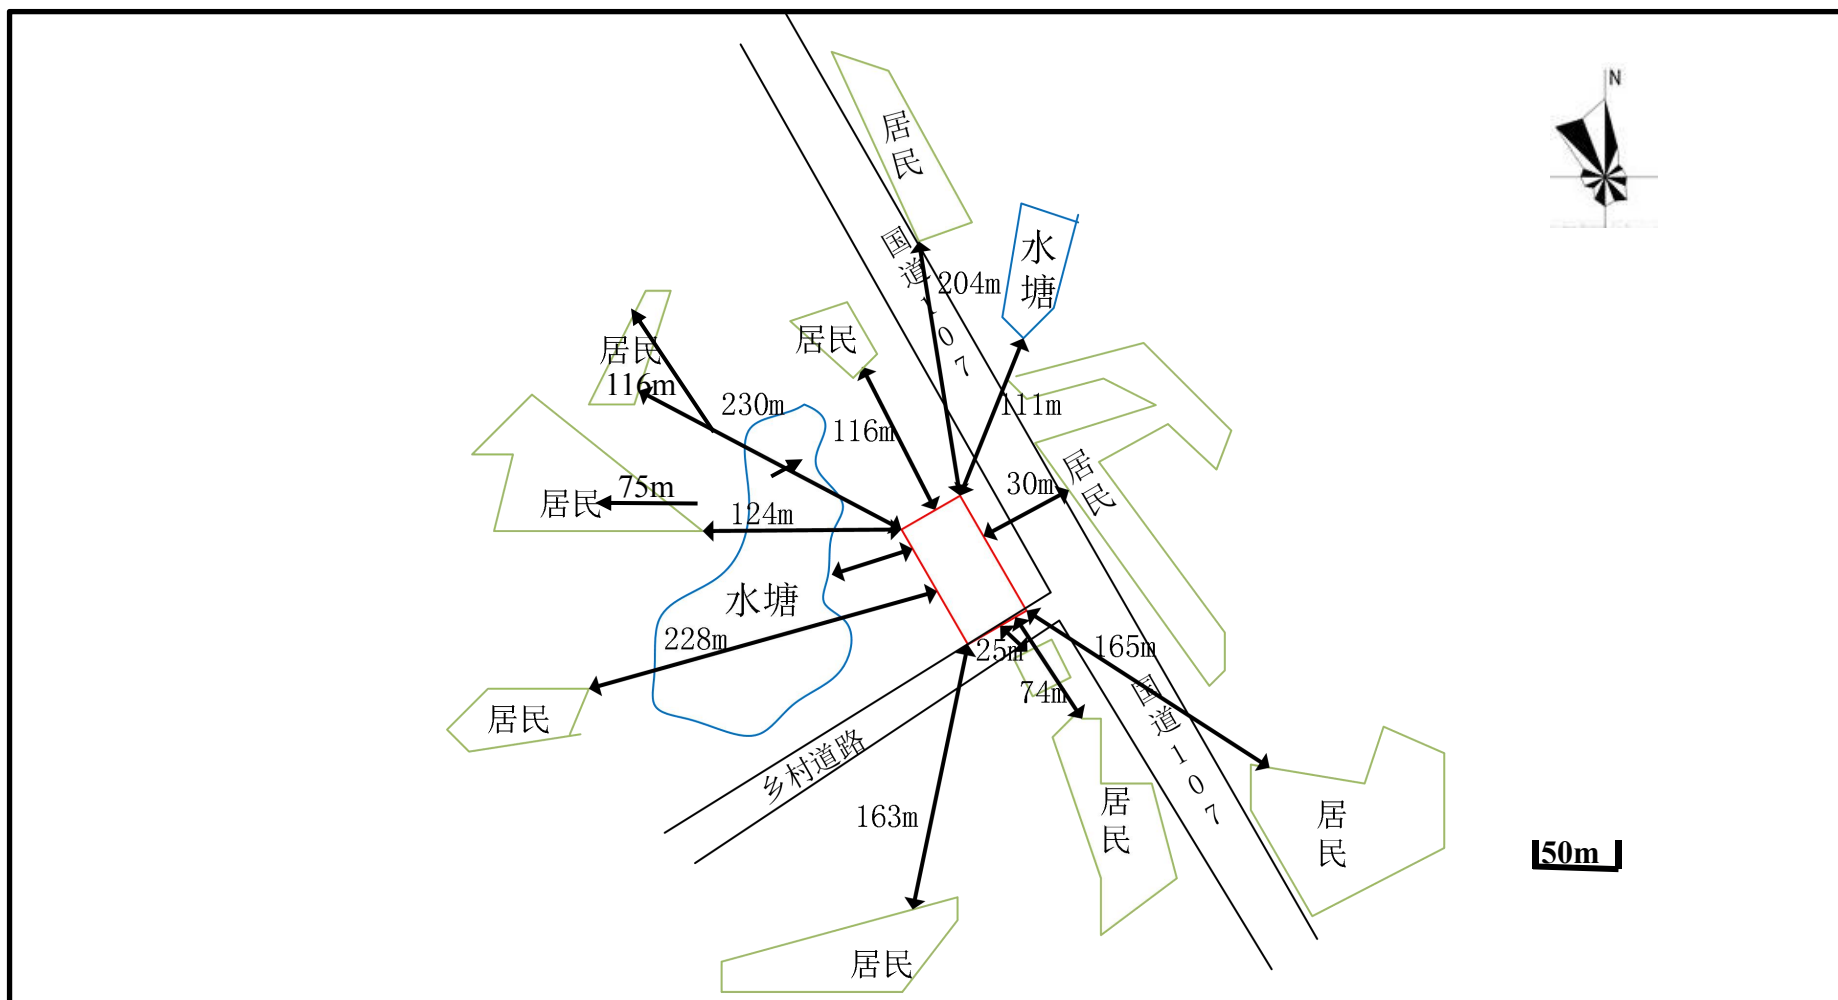 N
居民
国道107
204m
水塘
居民
116m
230m
居民
116m
111m
居民
75m
124m
30m
居民
水塘
228m
25m
165m
74m
居民
国道107
乡村道路
163m
居民
居民
50m
居民